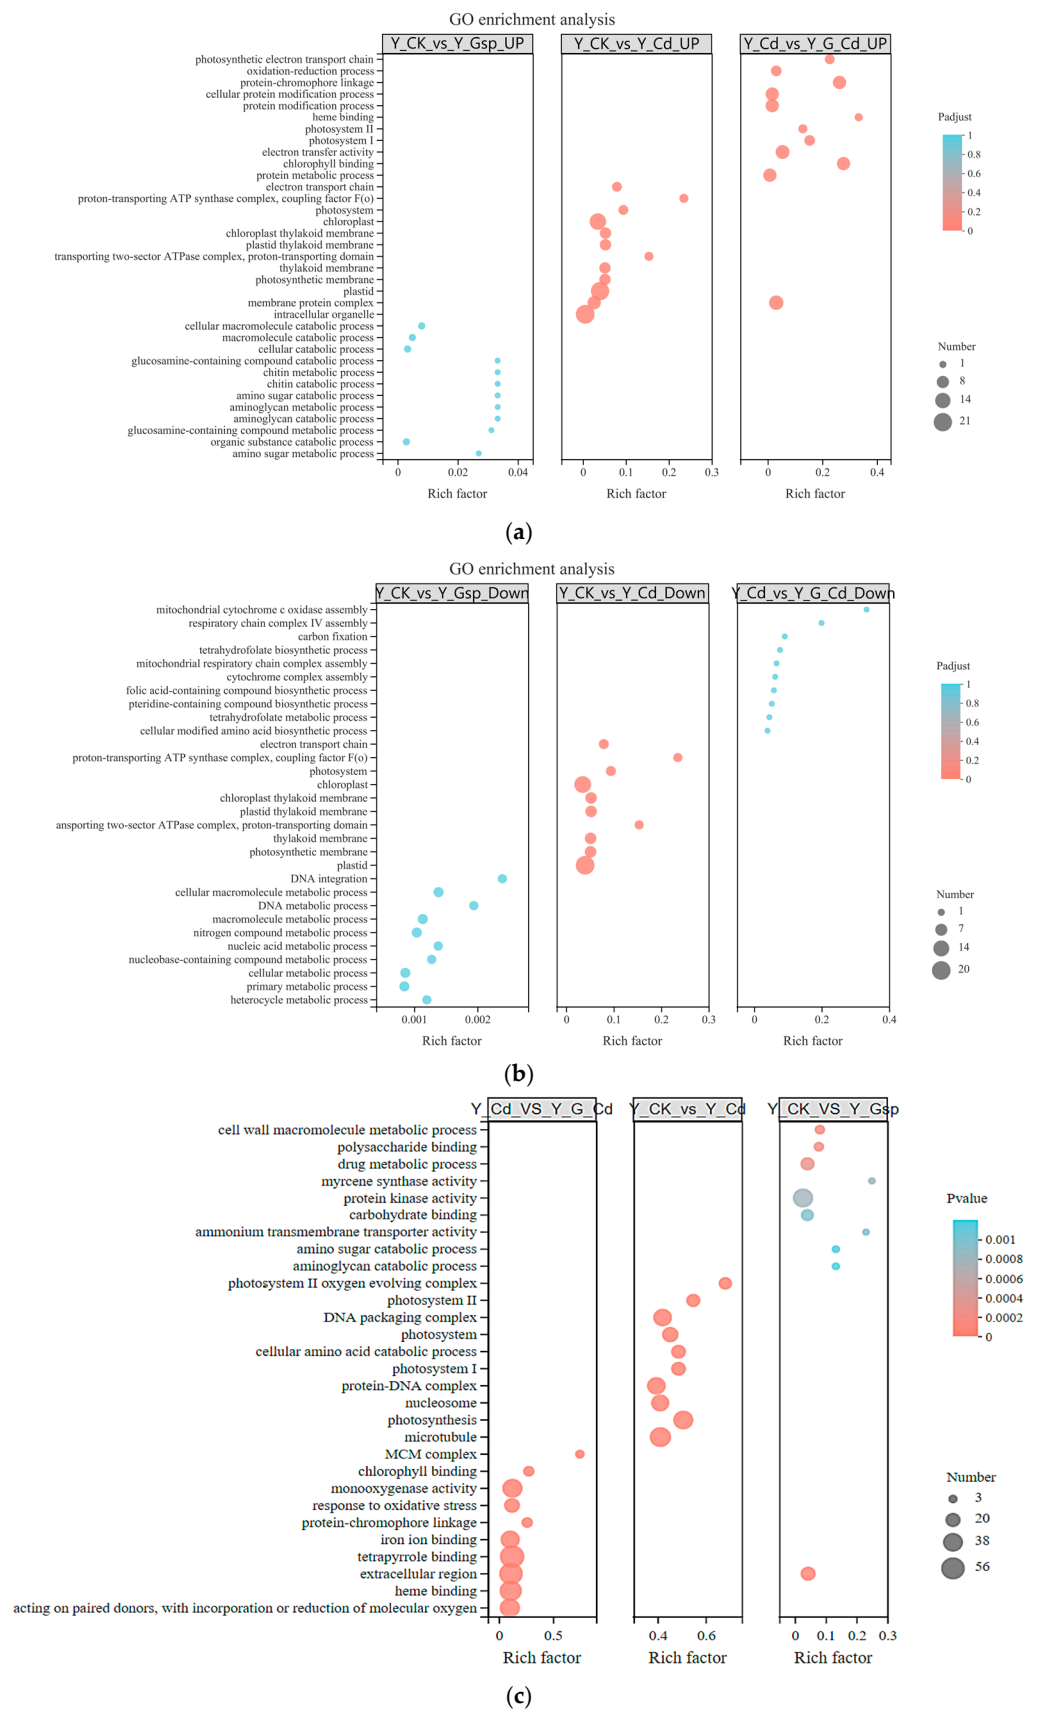 GO enrichment analysis
Y_CK_vs_Y_Gsp_UP
Y_CK_vs_Y_Cd_UP
Y_Cd_vs_Y_G_Cd_UP
photosynthetic electron transport chain
oxidation-reduction process
protein-chromophore linkage
cellular protein modification process
protein modification process
heme binding
photosystem II
photosystem I
electron transfer activity
chlorophyll binding
protein metabolic process
electron transport chain
proton-transporting ATP synthase complex, coupling factor F(o)
photosystem
chloroplast
chloroplast thylakoid membrane
plastid thylakoid membrane
transporting two-sector ATPase complex, proton-transporting domain
thylakoid membrane
photosynthetic membrane
plastid
membrane protein complex
intracellular organelle
cellular macromolecule catabolic process
macromolecule catabolic process
cellular catabolic process
glucosamine-containing compound catabolic process
chitin metabolic process
chitin catabolic process
amino sugar catabolic process
aminoglycan metabolic process
aminoglycan catabolic process
glucosamine-containing compound metabolic process
organic substance catabolic process
amino sugar metabolic process
0 0.02 0.04
0 0.1 0.2 0.3
0 0.2 0.4
Rich factor
Rich factor
Rich factor
Padjust
1
0.8
0.6
0.4
0.2
0
Number
1
8
14
21
(a)
GO enrichment analysis
Y_CK_vs_Y_Gsp_Down
Y_CK_vs_Y_Cd_Down
Y_Cd_vs_Y_G_Cd_Down
mitochondrial cytochrome c oxidase assembly
respiratory chain complex IV assembly
carbon fixation
tetrahydrofolate biosynthetic process
mitochondrial respiratory chain complex assembly
cytochrome complex assembly
folic acid-containing compound biosynthetic process
pteridine-containing compound biosynthetic process
tetrahydrofolate metabolic process
cellular modified amino acid biosynthetic process
electron transport chain
proton-transporting ATP synthase complex, coupling factor F(o)
photosystem
chloroplast
chloroplast thylakoid membrane
plastid thylakoid membrane
ansporting two-sector ATPase complex, proton-transporting domain
thylakoid membrane
photosynthetic membrane
plastid
DNA integration
cellular macromolecule metabolic process
DNA metabolic process
macromolecule metabolic process
nitrogen compound metabolic process
nucleic acid metabolic process
nucleobase-containing compound metabolic process
cellular metabolic process
primary metabolic process
heterocycle metabolic process
0.001 0.002
0 0.1 0.2 0.3
0 0.2 0.4
Rich factor
Rich factor
Rich factor
Padjust
1
0.8
0.6
0.4
0.2
0
Number
1
7
14
20
(b)
Y_Cd_VS_Y_G_Cd
Y_CK_vs_Y_Cd
Y_CK_VS_Y_Gsp
cell wall macromolecule metabolic process
polysaccharide binding
drug metabolic process
myrcene synthase activity
protein kinase activity
carbohydrate binding
ammonium transmembrane transporter activity
amino sugar catabolic process
aminoglycan catabolic process
photosystem II oxygen evolving complex
photosystem II
DNA packaging complex
photosystem
cellular amino acid catabolic process
photosystem I
protein-DNA complex
nucleosome
photosynthesis
microtubule
MCM complex
chlorophyll binding
monooxygenase activity
response to oxidative stress
protein-chromophore linkage
iron ion binding
tetrapyrrole binding
extracellular region
heme binding
acting on paired donors, with incorporation or reduction of molecular oxygen
0 0.5
0.4 0.6
0 0.1 0.2 0.3
Rich factor
Rich factor
Rich factor
Pvalue
0.001
0.0008
0.0006
0.0004
0.0002
0
Number
3
20
38
56
(c)